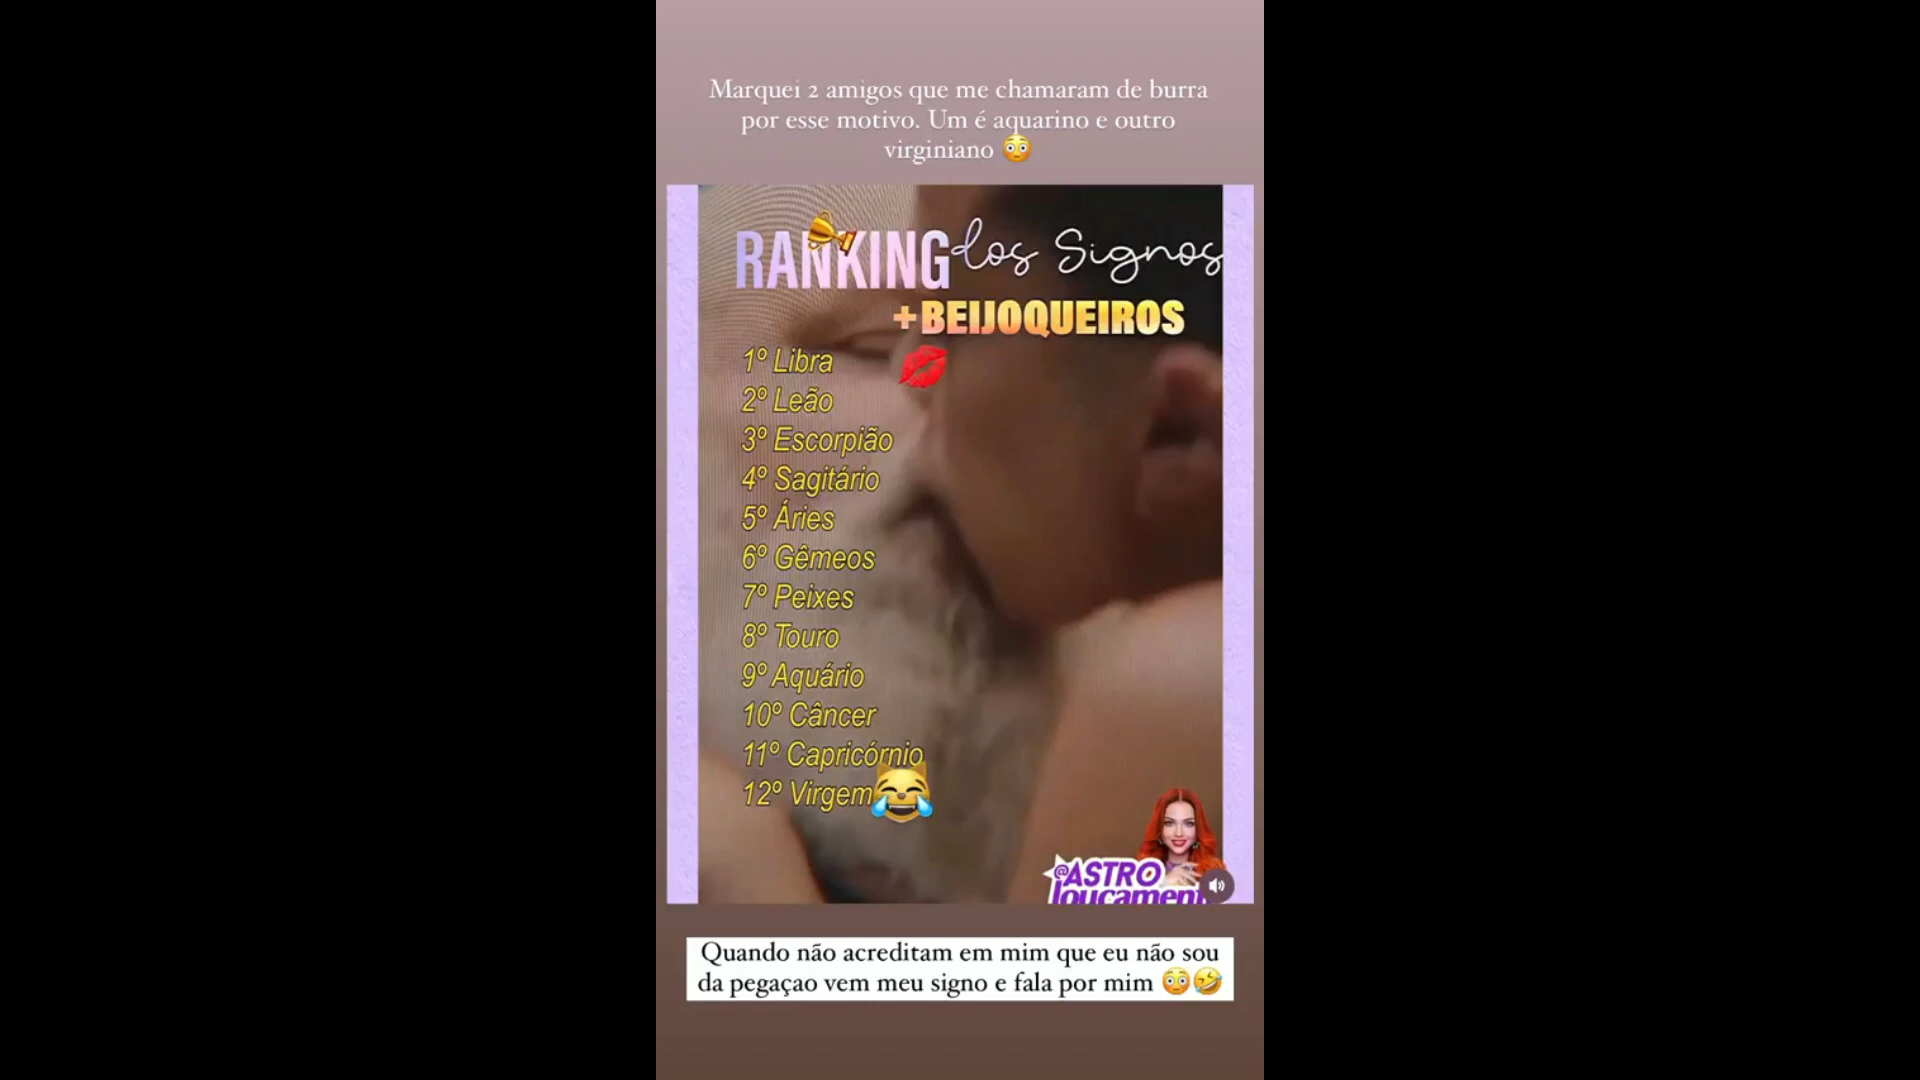 Marquei 2 amigos que me chamaram de burra
por esse motivo. Um é aquarino e outro
virginiano 😳
RANKING dos Signos
+BEIJOQUEIROS
1º Libra
2º Leão
3º Escorpião
4º Sagitário
5º Áries
6º Gêmeos
7º Peixes
8º Touro
9º Aquário
10º Câncer
11º Capricórnio
12º Virgem
@ASTRO
Quando não acreditam em mim que eu não sou
da pegaçao vem meu signo e fala por mim 😳🤣